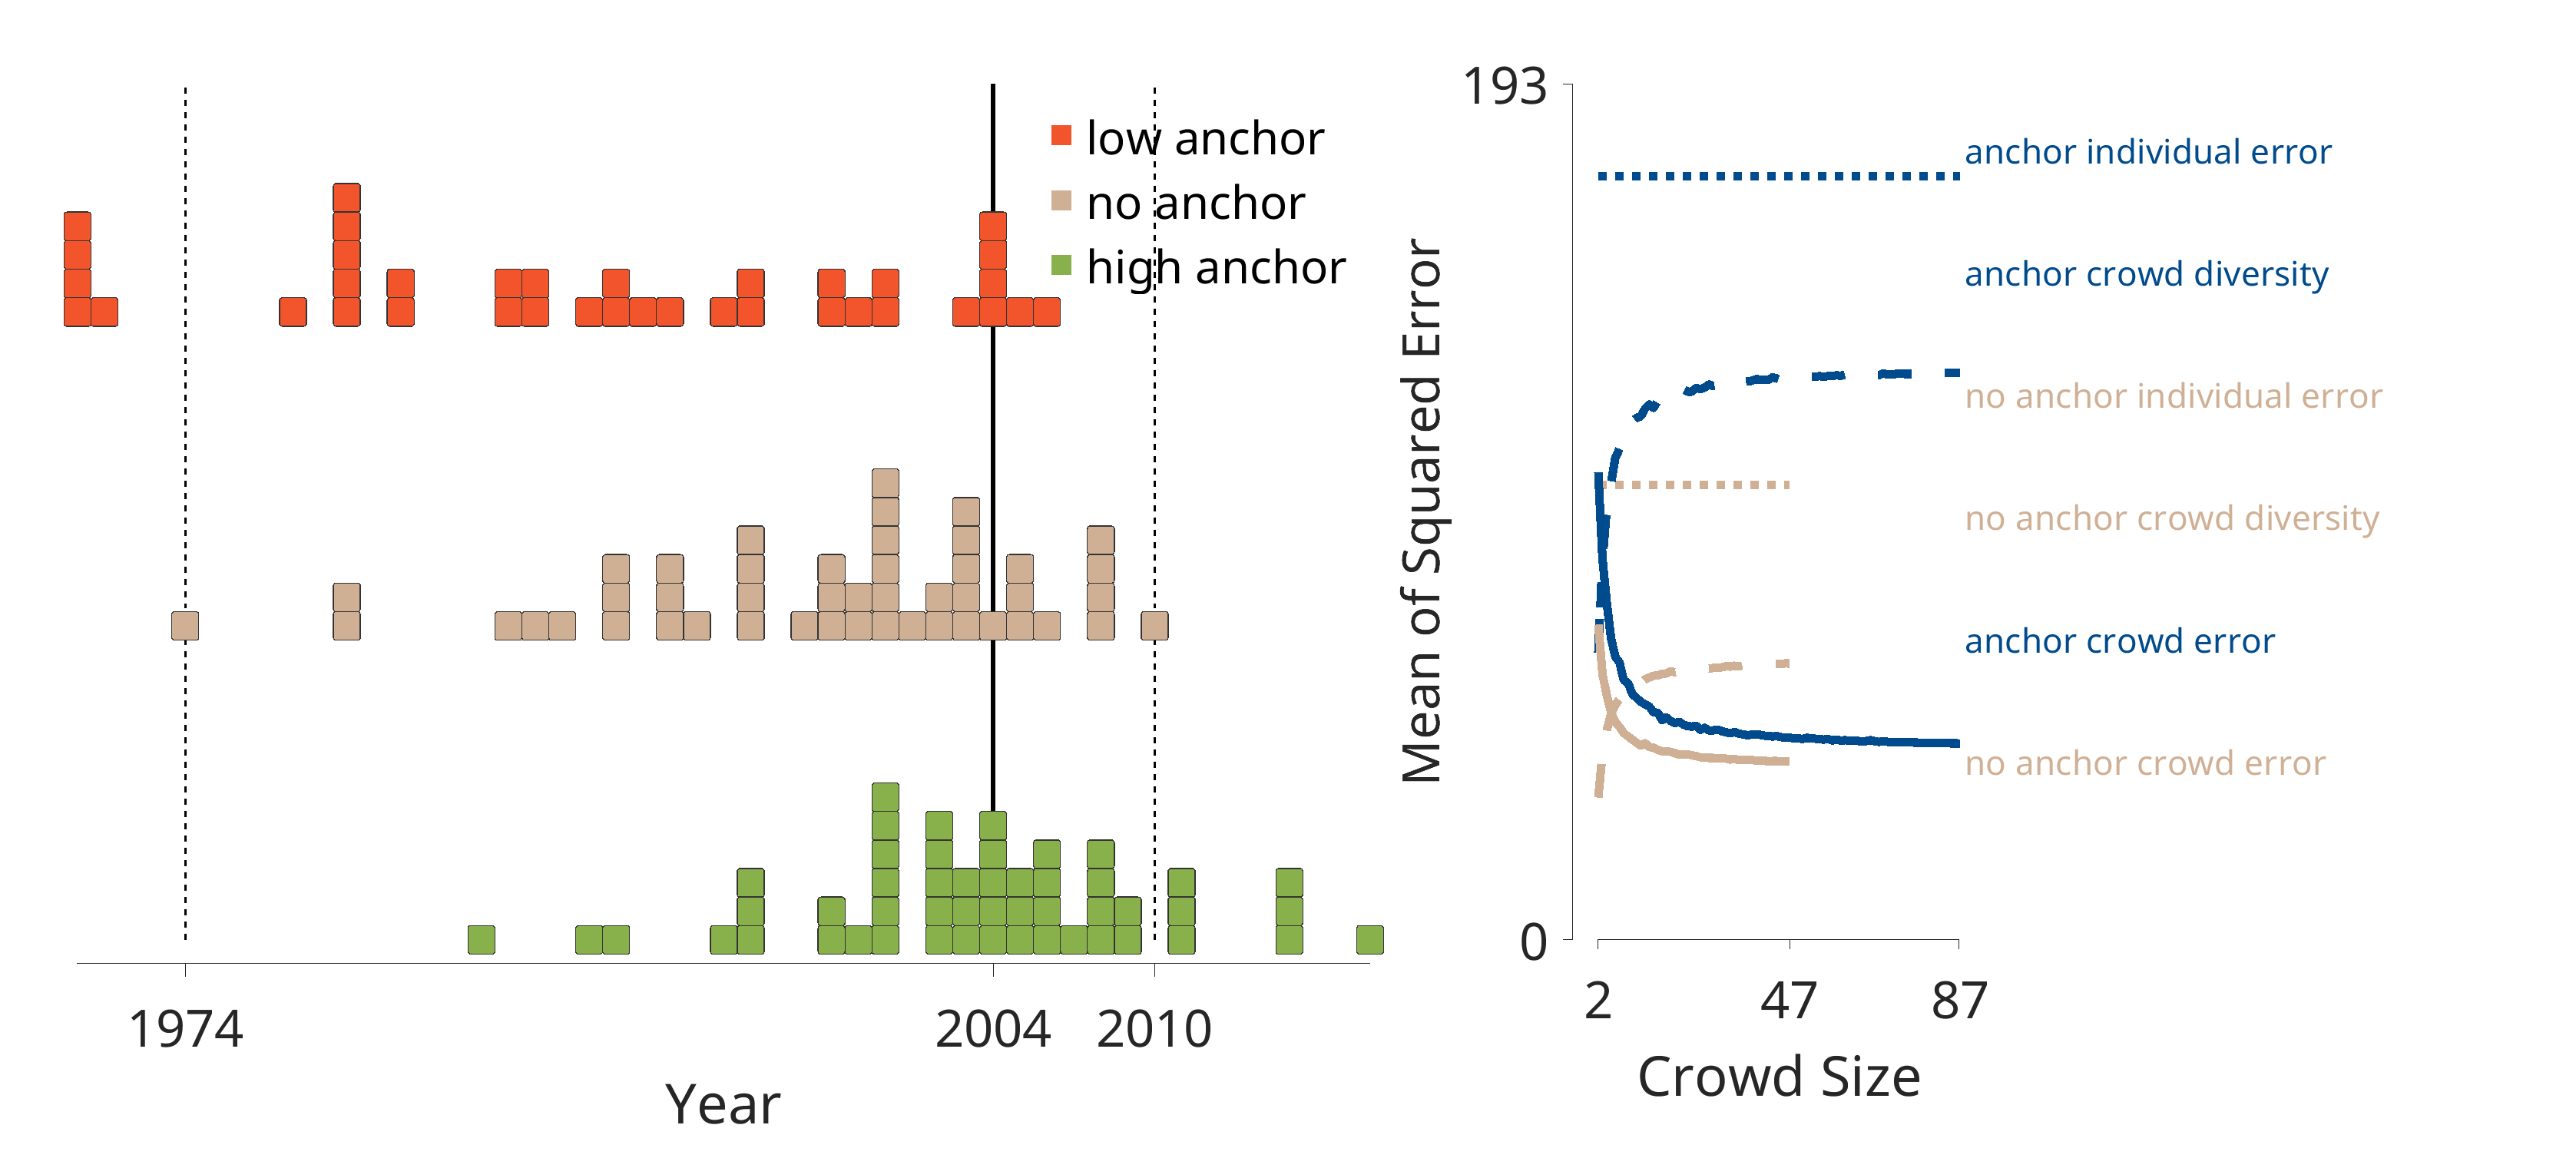 low anchor
no anchor
high anchor
1974
2004
2010
Year
193
0
Mean of Squared Error
anchor individual error
anchor crowd diversity
no anchor individual error
no anchor crowd diversity
anchor crowd error
no anchor crowd error
2
47
87
Crowd Size